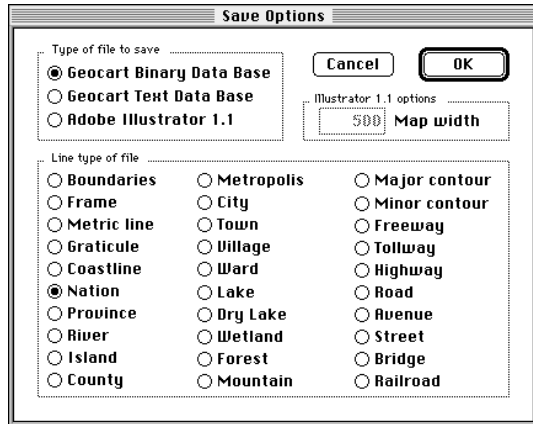 Save Options
Type of file to save
Geocart Binary Data Base
Geocart Text Data Base
Adobe Illustrator 1.1
Cancel
OK
Illustrator 1.1 options
500 Map width
Line type of file
Boundaries
Frame
Metric line
Graticule
Coastline
Nation
Province
River
Island
County
Metropolis
City
Town
Village
Ward
Lake
Dry Lake
Wetland
Forest
Mountain
Major contour
Minor contour
Freeway
Tollway
Highway
Road
Avenue
Street
Bridge
Railroad